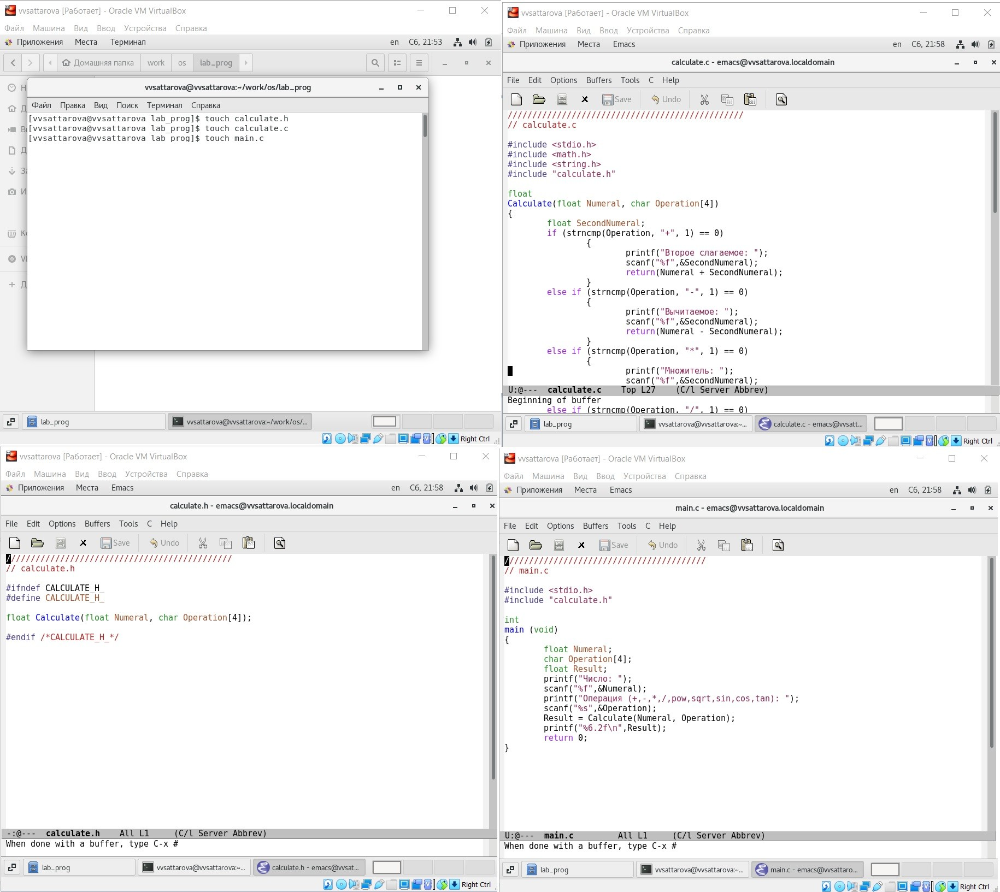 vvsattarova [Работает] - Oracle VM VirtualBox
Файл Машина Вид Ввод Устройства Справка
Приложения Места Терминал en Сб, 21:53
Домашняя папка work os lab_prog
vvsattarova@vvsattarova:~/work/os/lab_prog
Файл Правка Вид Поиск Терминал Справка
[vvsattarova@vvsattarova lab_prog]$ touch calculate.h
[vvsattarova@vvsattarova lab_prog]$ touch calculate.c
[vvsattarova@vvsattarova lab_prog]$ touch main.c
lab_prog vvsattarova@vvsattarova:~/work/os/...
Right Ctrl
vvsattarova [Работает] - Oracle VM VirtualBox
Файл Машина Вид Ввод Устройства Справка
Приложения Места Emacs en Сб, 21:58
calculate.c - emacs@vvsattarova.localdomain
File Edit Options Buffers Tools C Help
Save Undo
////////////////////////////////////////////////
// calculate.c
#include <stdio.h>
#include <math.h>
#include <string.h>
#include "calculate.h"
float
Calculate(float Numeral, char Operation[4])
{
float SecondNumeral;
if (strncmp(Operation, "+", 1) == 0)
{
printf("Второе слагаемое: ");
scanf("%f",&SecondNumeral);
return(Numeral + SecondNumeral);
}
else if (strncmp(Operation, "-", 1) == 0)
{
printf("Вычитаемое: ");
scanf("%f",&SecondNumeral);
return(Numeral - SecondNumeral);
}
else if (strncmp(Operation, "*", 1) == 0)
{
printf("Множитель: ");
scanf("%f",&SecondNumeral);
U:@--- calculate.c Top L27 (C/l Server Abbrev)
Beginning of buffer
else if (strncmp(Operation, "/", 1) == 0)
lab_prog vvsattarova@vvsattarova:~... calculate.c - emacs@vvsatt...
Right Ctrl
vvsattarova [Работает] - Oracle VM VirtualBox
Файл Машина Вид Ввод Устройства Справка
Приложения Места Emacs en Сб, 21:58
calculate.h - emacs@vvsattarova.localdomain
File Edit Options Buffers Tools C Help
Save Undo
//////////////////////////////////////////////
// calculate.h
#ifndef CALCULATE_H_
#define CALCULATE_H_
float Calculate(float Numeral, char Operation[4]);
#endif /*CALCULATE_H_*/
-:@--- calculate.h All L1 (C/l Server Abbrev)
When done with a buffer, type C-x #
lab_prog vvsattarova@vvsattarova:~... calculate.h - emacs@vvsat...
Right Ctrl
vvsattarova [Работает] - Oracle VM VirtualBox
Файл Машина Вид Ввод Устройства Справка
Приложения Места Emacs en Сб, 21:58
main.c - emacs@vvsattarova.localdomain
File Edit Options Buffers Tools C Help
Save Undo
/////////////////////////////////////////
// main.c
#include <stdio.h>
#include "calculate.h"
int
main (void)
{
float Numeral;
char Operation[4];
float Result;
printf("Число: ");
scanf("%f",&Numeral);
printf("Операция (+,-,*,/,pow,sqrt,sin,cos,tan): ");
scanf("%s",&Operation);
Result = Calculate(Numeral, Operation);
printf("%6.2f\n",Result);
return 0;
}
U:@--- main.c All L1 (C/l Server Abbrev)
When done with a buffer, type C-x #
lab_prog vvsattarova@vvsattarova:~... main.c - emacs@vvsattaro...
Right Ctrl